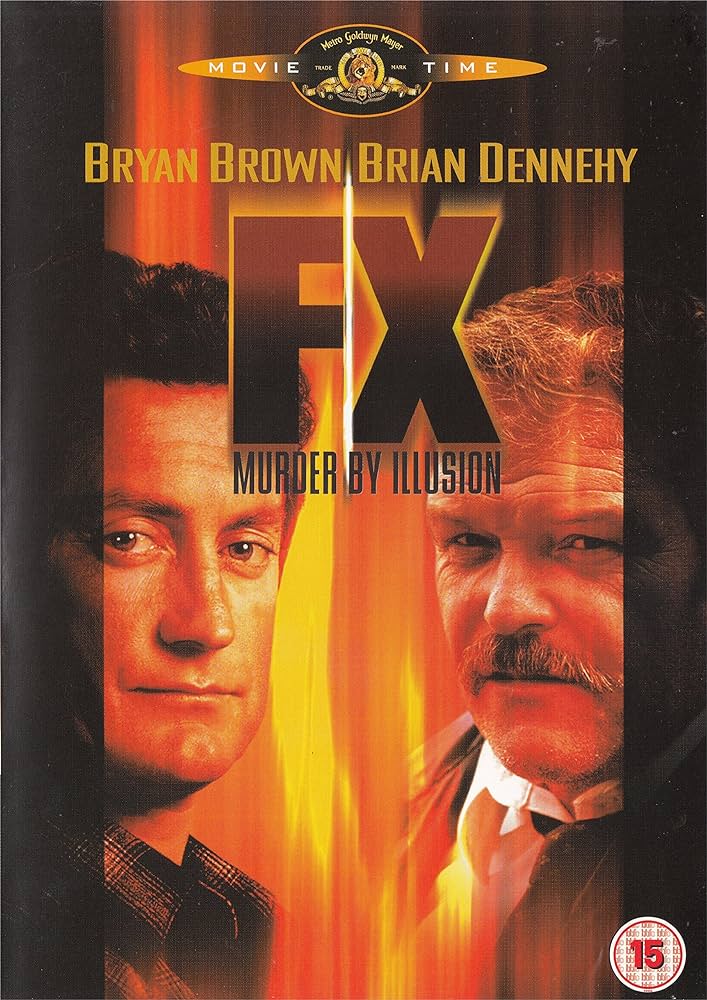 Metro Goldwyn Mayer
MOVIE TIME
TRADE MARK
BRYAN BROWN BRIAN DENNEHY
FX
MURDER BY ILLUSION
15